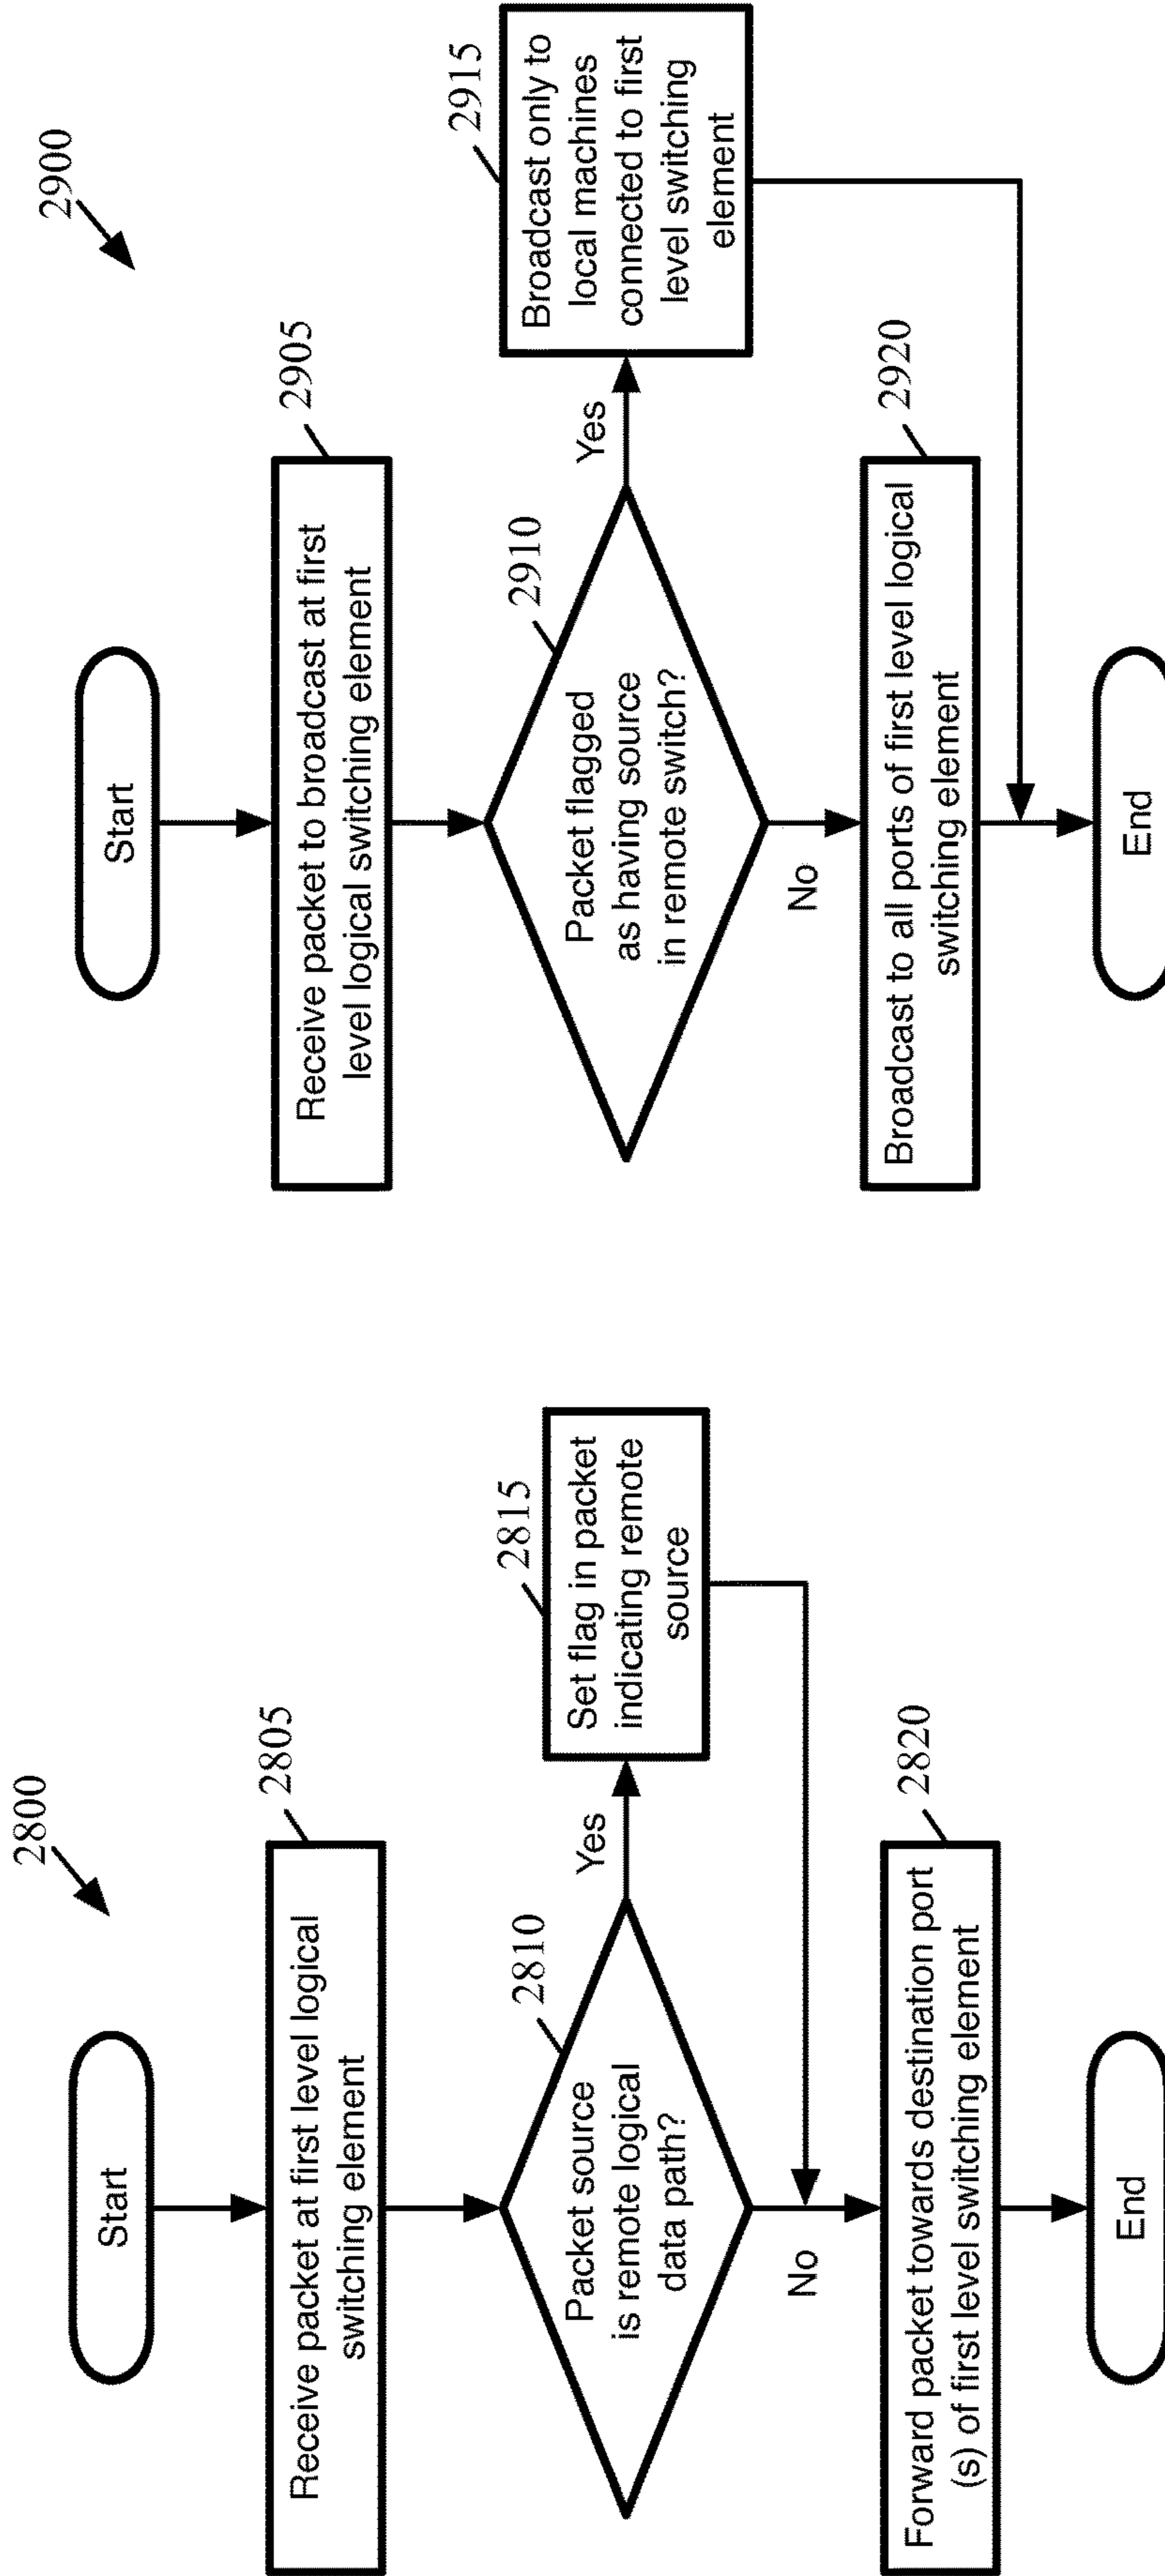 2800
Start
2805
Receive packet at first level logical
switching element
2810
Packet source
is remote logical
data path?
Yes
2815
Set flag in packet
indicating remote
source
No
2820
Forward packet towards destination port
(s) of first level switching element
End
2900
Start
2905
Receive packet to broadcast at first
level logical switching element
2910
Packet flagged
as having source
in remote switch?
Yes
2915
Broadcast only to
local machines
connected to first
level switching
element
No
2920
Broadcast to all ports of first level logical
switching element
End